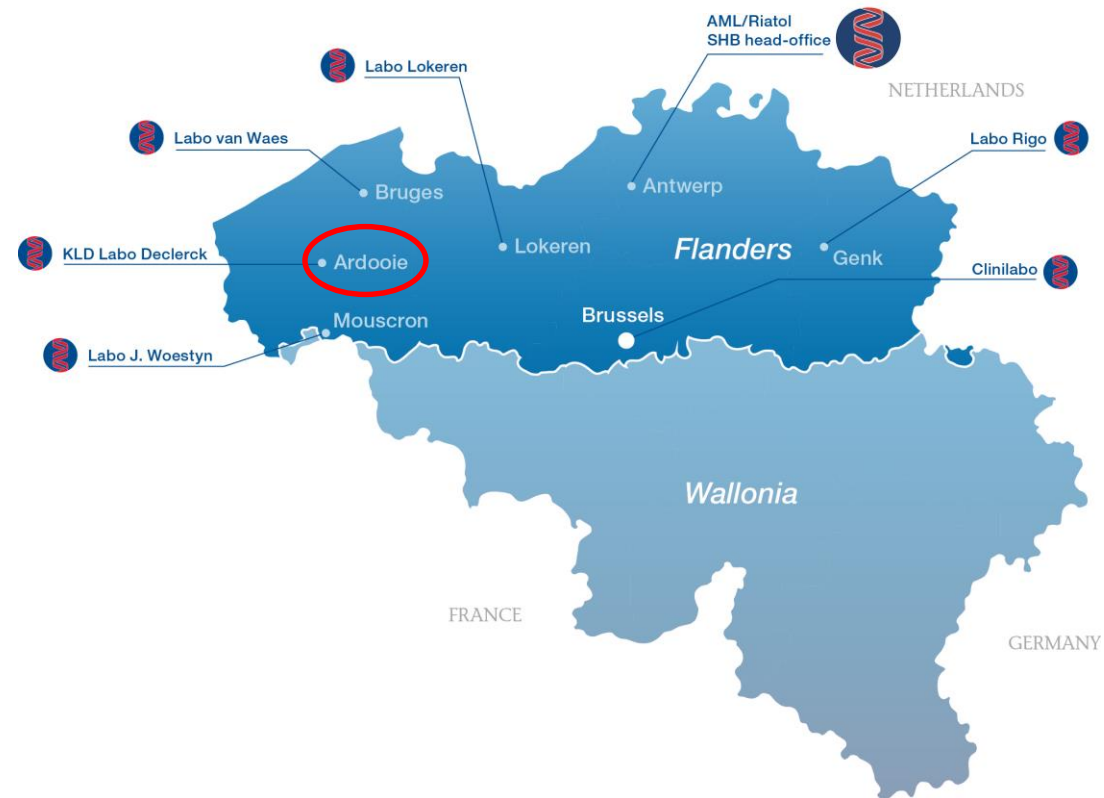 AML/Riatol
SHB head-office
Labo Lokeren
NETHERLANDS
Labo van Waes
Labo Rigo
Bruges
Antwerp
KLD Labo Declerck
Ardooie
Lokeren
Flanders
Genk
Clinilabo
Mouscron
Brussels
Labo J. Woestyn
Wallonia
FRANCE
GERMANY